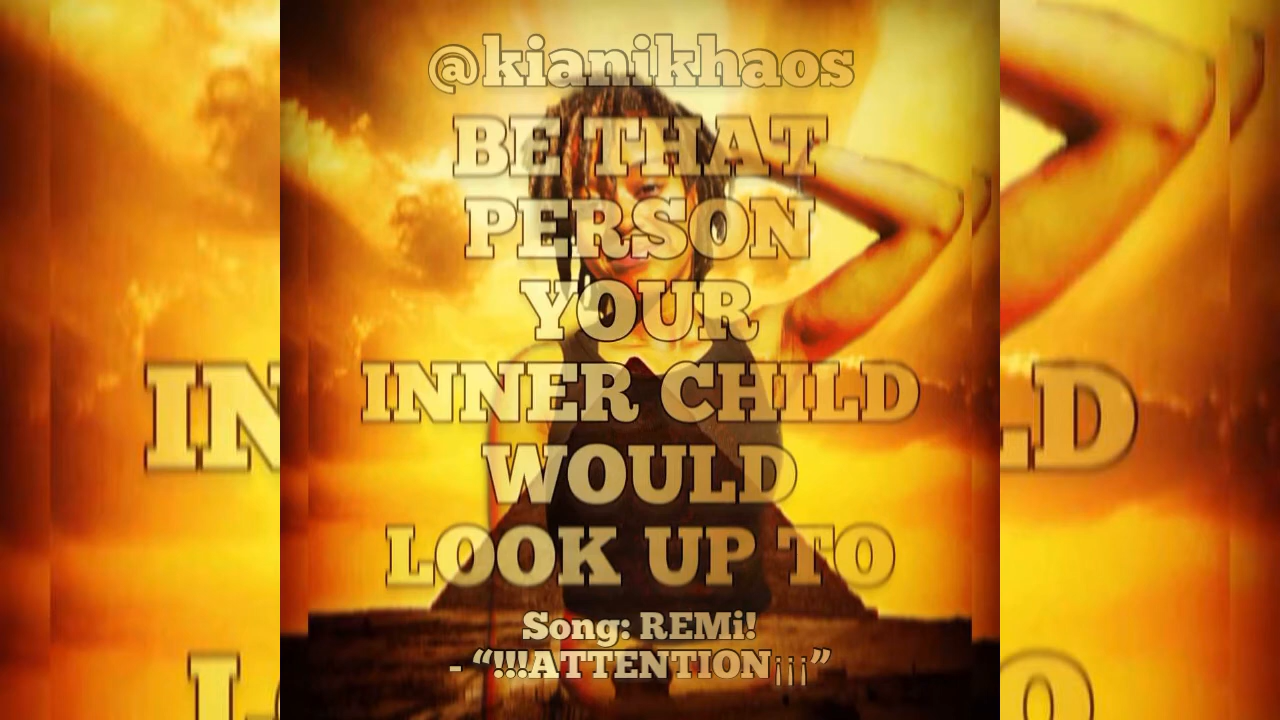 @kianikhaos
BE THAT
PERSON
YOUR
INNER CHILD
WOULD
LOOK UP TO
Song: REMi!
- “!!!ATTENTION¡¡¡”